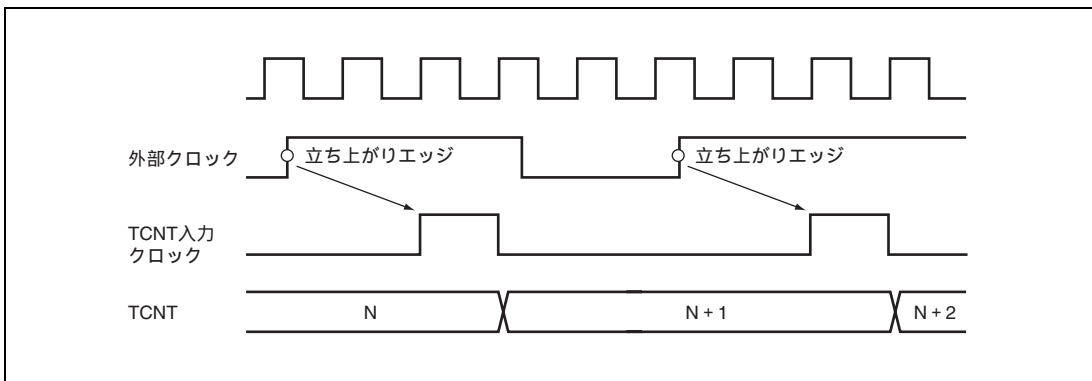 外部クロック
立ち上がりエッジ
立ち上がりエッジ
TCNT入力
クロック
TCNT
N
N + 1
N + 2